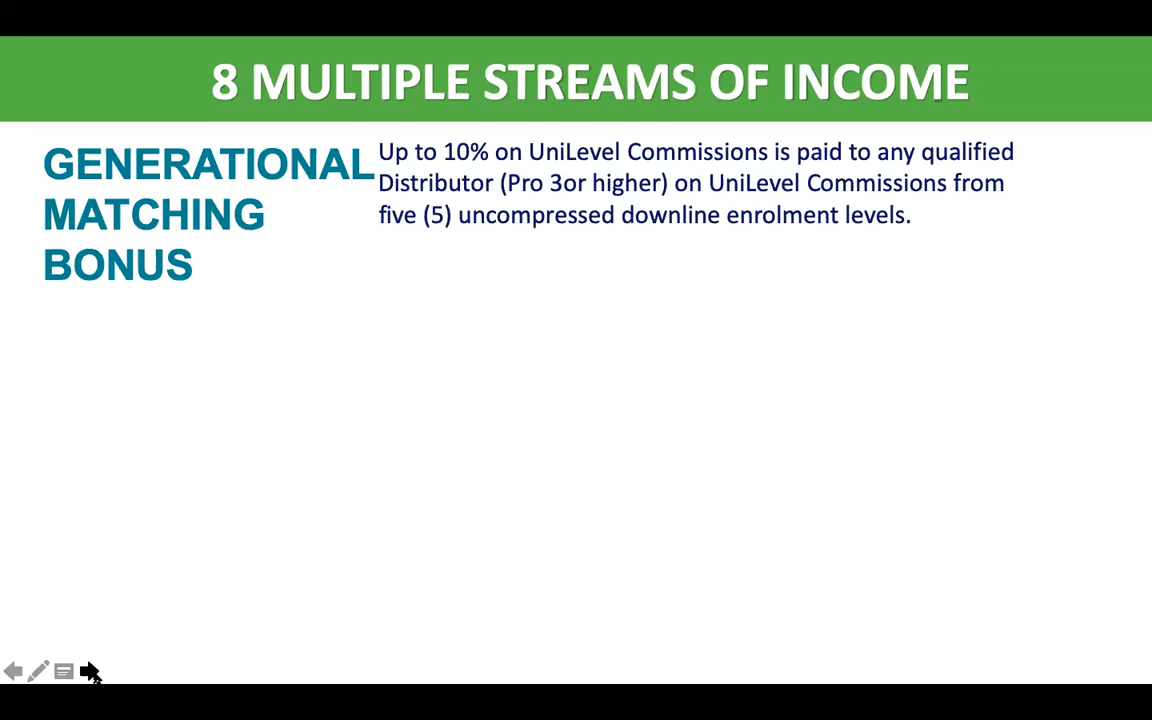 8 MULTIPLE STREAMS OF INCOME
GENERATIONAL
MATCHING
BONUS
Up to 10% on UniLevel Commissions is paid to any qualified
Distributor (Pro 3or higher) on UniLevel Commissions from
five (5) uncompressed downline enrolment levels.